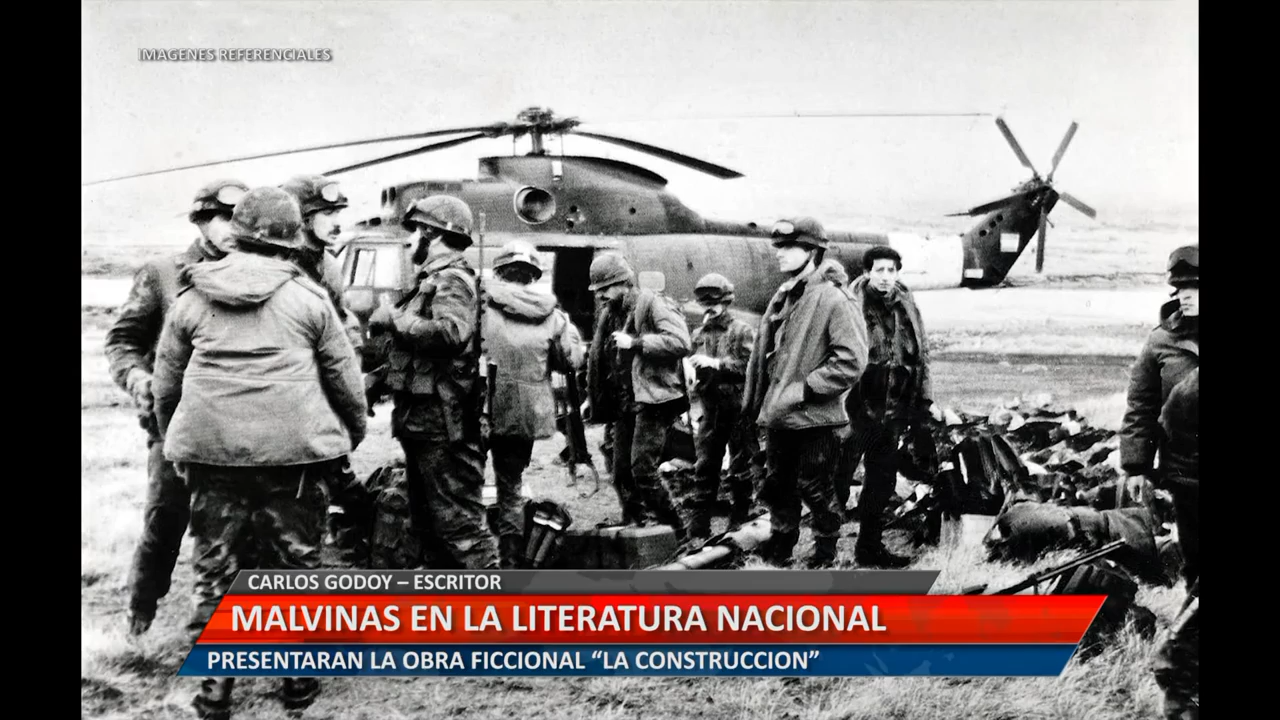 IMAGENES REFERENCIALES
CARLOS GODOY – ESCRITOR
MALVINAS EN LA LITERATURA NACIONAL
PRESENTARAN LA OBRA FICCIONAL “LA CONSTRUCCION”